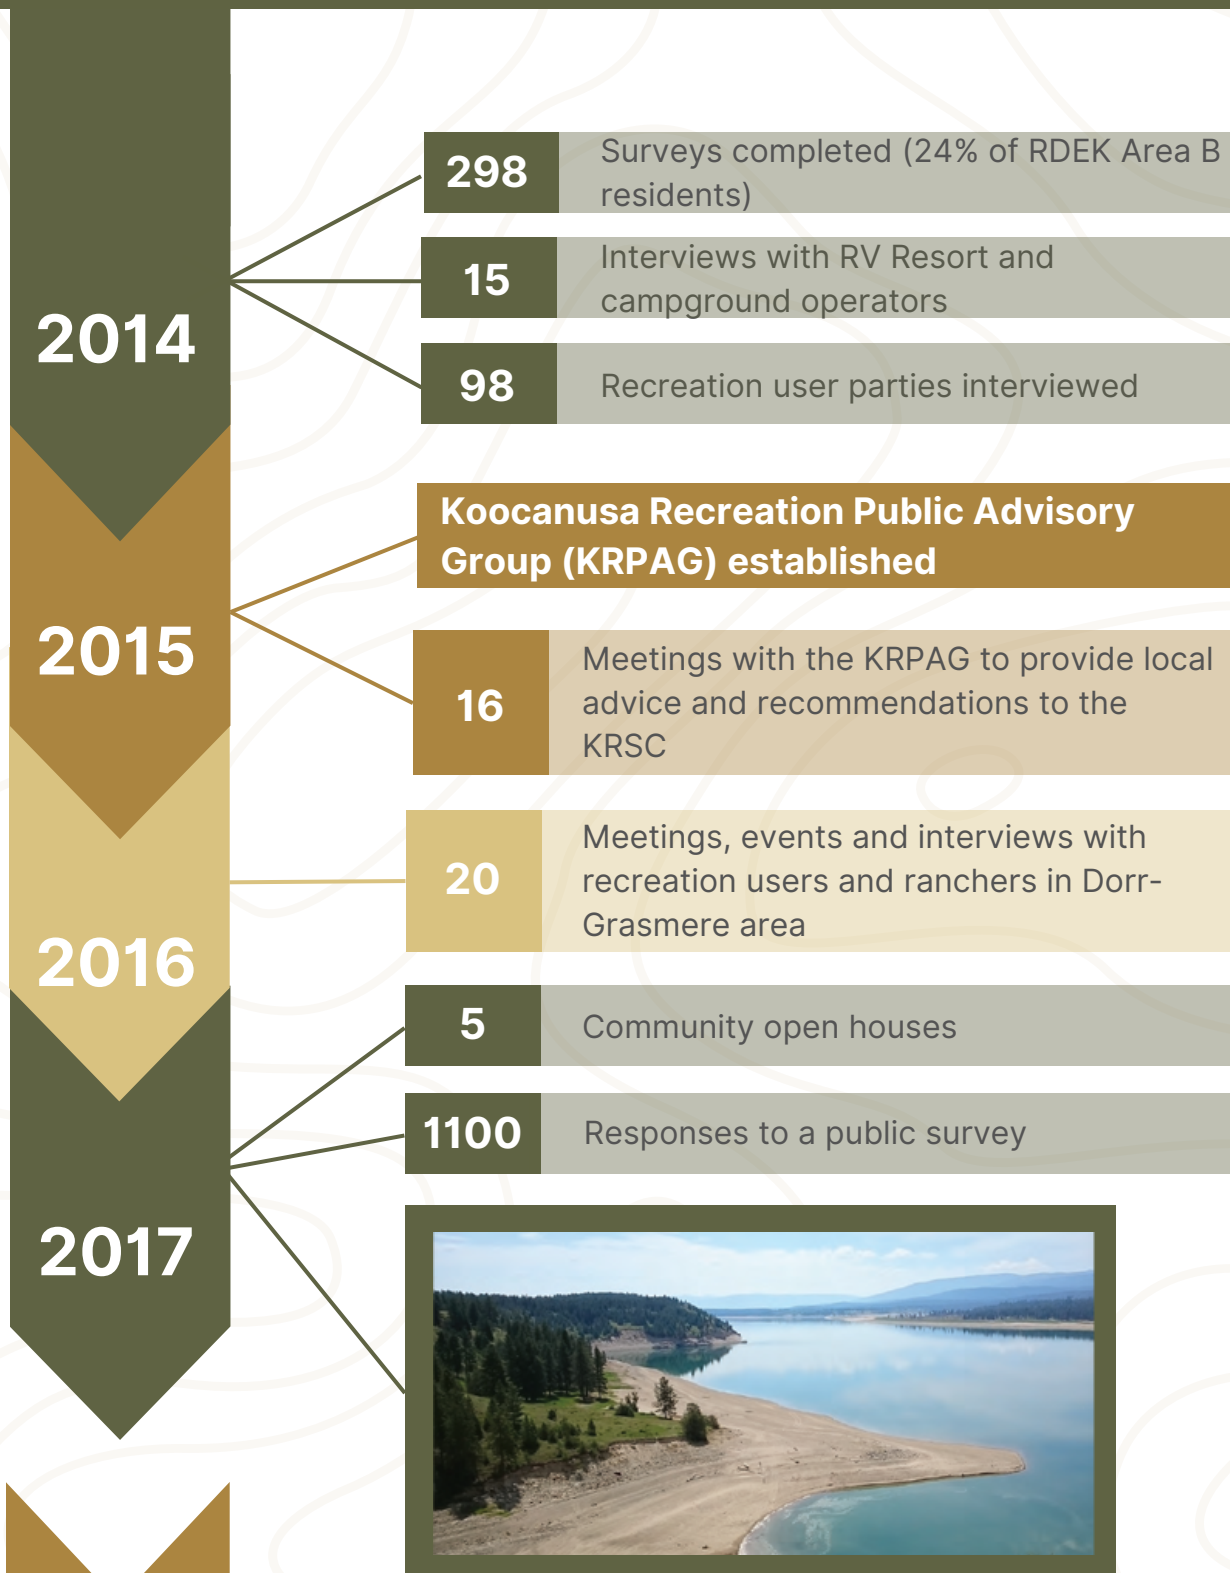 2014
298
Surveys completed (24% of RDEK Area B
residents)
15
Interviews with RV Resort and
campground operators
98
Recreation user parties interviewed
2015
Koocanusa Recreation Public Advisory
Group (KRPAG) established
16
Meetings with the KRPAG to provide local
advice and recommendations to the
KRSC
2016
20
Meetings, events and interviews with
recreation users and ranchers in Dorr-
Grasmere area
2017
5
Community open houses
1100
Responses to a public survey